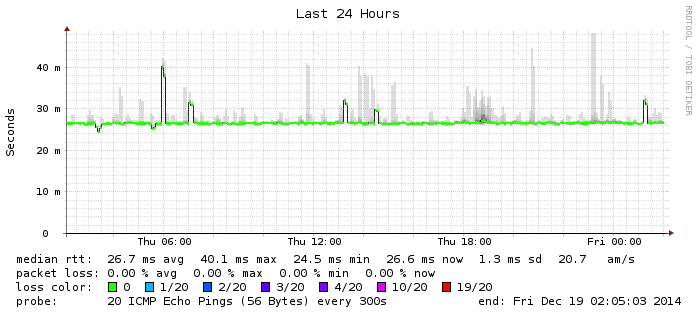 Last 24 Hours
RRDTOOL / TOBI OETIKER
Seconds
40 m
30 m
20 m
10 m
0
Thu 06:00 Thu 12:00 Thu 18:00 Fri 00:00
median rtt: 26.7 ms avg 40.1 ms max 24.5 ms min 26.6 ms now 1.3 ms sd 20.7 am/s
packet loss: 0.00 % avg 0.00 % max 0.00 % min 0.00 % now
loss color: 0 1/20 2/20 3/20 4/20 10/20 19/20
probe: 20 ICMP Echo Pings (56 Bytes) every 300s end: Fri Dec 19 02:05:03 2014